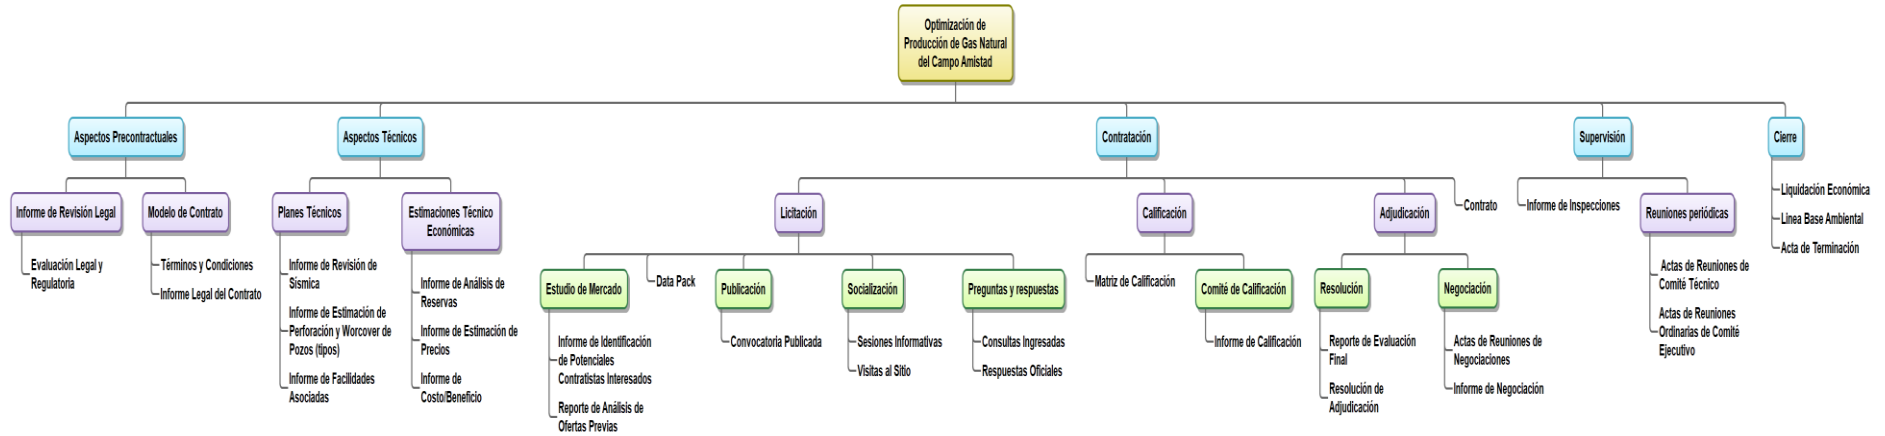 Optimización de
Producción de Gas Natural
del Campo Amistad
Aspectos Precontractuales
Aspectos Técnicos
Contratación
Supervisión
Cierre
Informe de Revisión Legal
Modelo de Contrato
Planes Técnicos
Estimaciones Técnico
Económicas
Licitación
Calificación
Adjudicación
Contrato
Informe de Inspecciones
Reuniones periódicas
Liquidación Económica
Linea Base Ambiental
Acta de Terminación
Evaluación Legal y
Regulatoria
Términos y Condiciones
Informe Legal del Contrato
Informe de Revisión de
Sísmica
Informe de Estimación de
Perforación y Worcover de
Pozos (tipos)
Informe de Facilidades
Asociadas
Informe de Análisis de
Reservas
Informe de Estimación de
Precios
Informe de
Costo/Beneficio
Estudio de Mercado
Data Pack
Publicación
Socialización
Preguntas y respuestas
Matriz de Calificación
Comité de Calificación
Resolución
Negociación
Actas de Reuniones de
Comité Técnico
Actas de Reuniones
Ordinarias de Comité
Ejecutivo
Informe de Identificación
de Potenciales
Contratistas Interesados
Reporte de Análisis de
Ofertas Previas
Convocatoria Publicada
Sesiones Informativas
Visitas al Sitio
Consultas Ingresadas
Respuestas Oficiales
Informe de Calificación
Reporte de Evaluación
Final
Resolución de
Adjudicación
Actas de Reuniones de
Negociaciones
Informe de Negociación